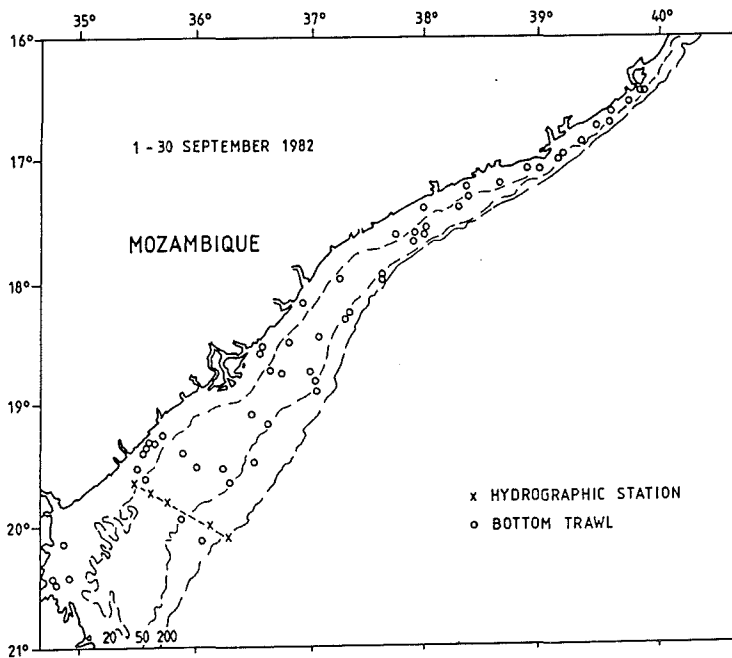 35° 36° 37° 38° 39° 40°
16°
1 - 30 SEPTEMBER 1982
17°
MOZAMBIQUE
18°
19°
x HYDROGRAPHIC STATION
o BOTTOM TRAWL
20°
20 50 200
21°